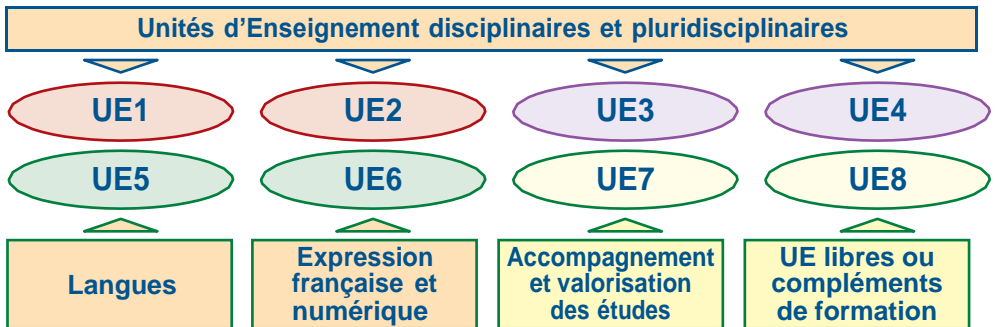 Unités d’Enseignement disciplinaires et pluridisciplinaires
UE1
UE2
UE3
UE4
UE5
UE6
UE7
UE8
Langues
Expression
française et
numérique
Accompagnement
et valorisation
des études
UE libres ou
compléments
de formation